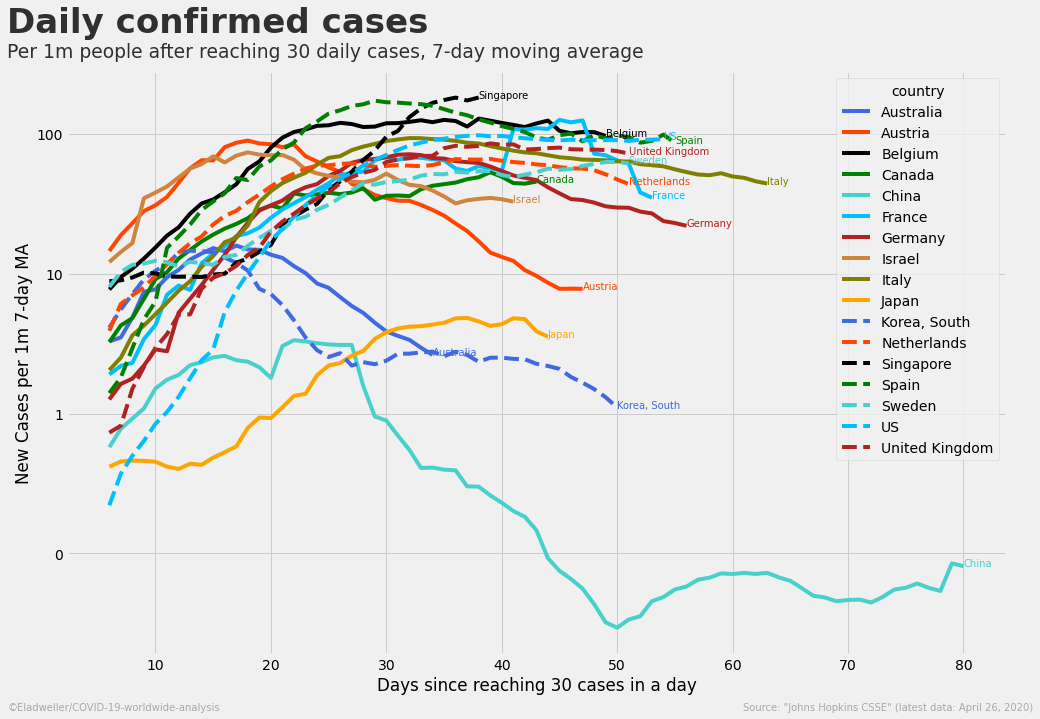 Daily confirmed cases
Per 1m people after reaching 30 daily cases, 7-day moving average
country
Australia
Austria
Belgium
Canada
China
France
Germany
Israel
Italy
Japan
Korea, South
Netherlands
Singapore
Spain
Sweden
US
United Kingdom
New Cases per 1m 7-day MA
100
10
1
0
Singapore
Belgium
US
Spain
United Kingdom
Sweden
Canada
Netherlands
Italy
France
Israel
Germany
Austria
Japan
Australia
Korea, South
China
10 20 30 40 50 60 70 80
Days since reaching 30 cases in a day
©Eladweller/COVID-19-worldwide-analysis
Source: "Johns Hopkins CSSE" (latest data: April 26, 2020)